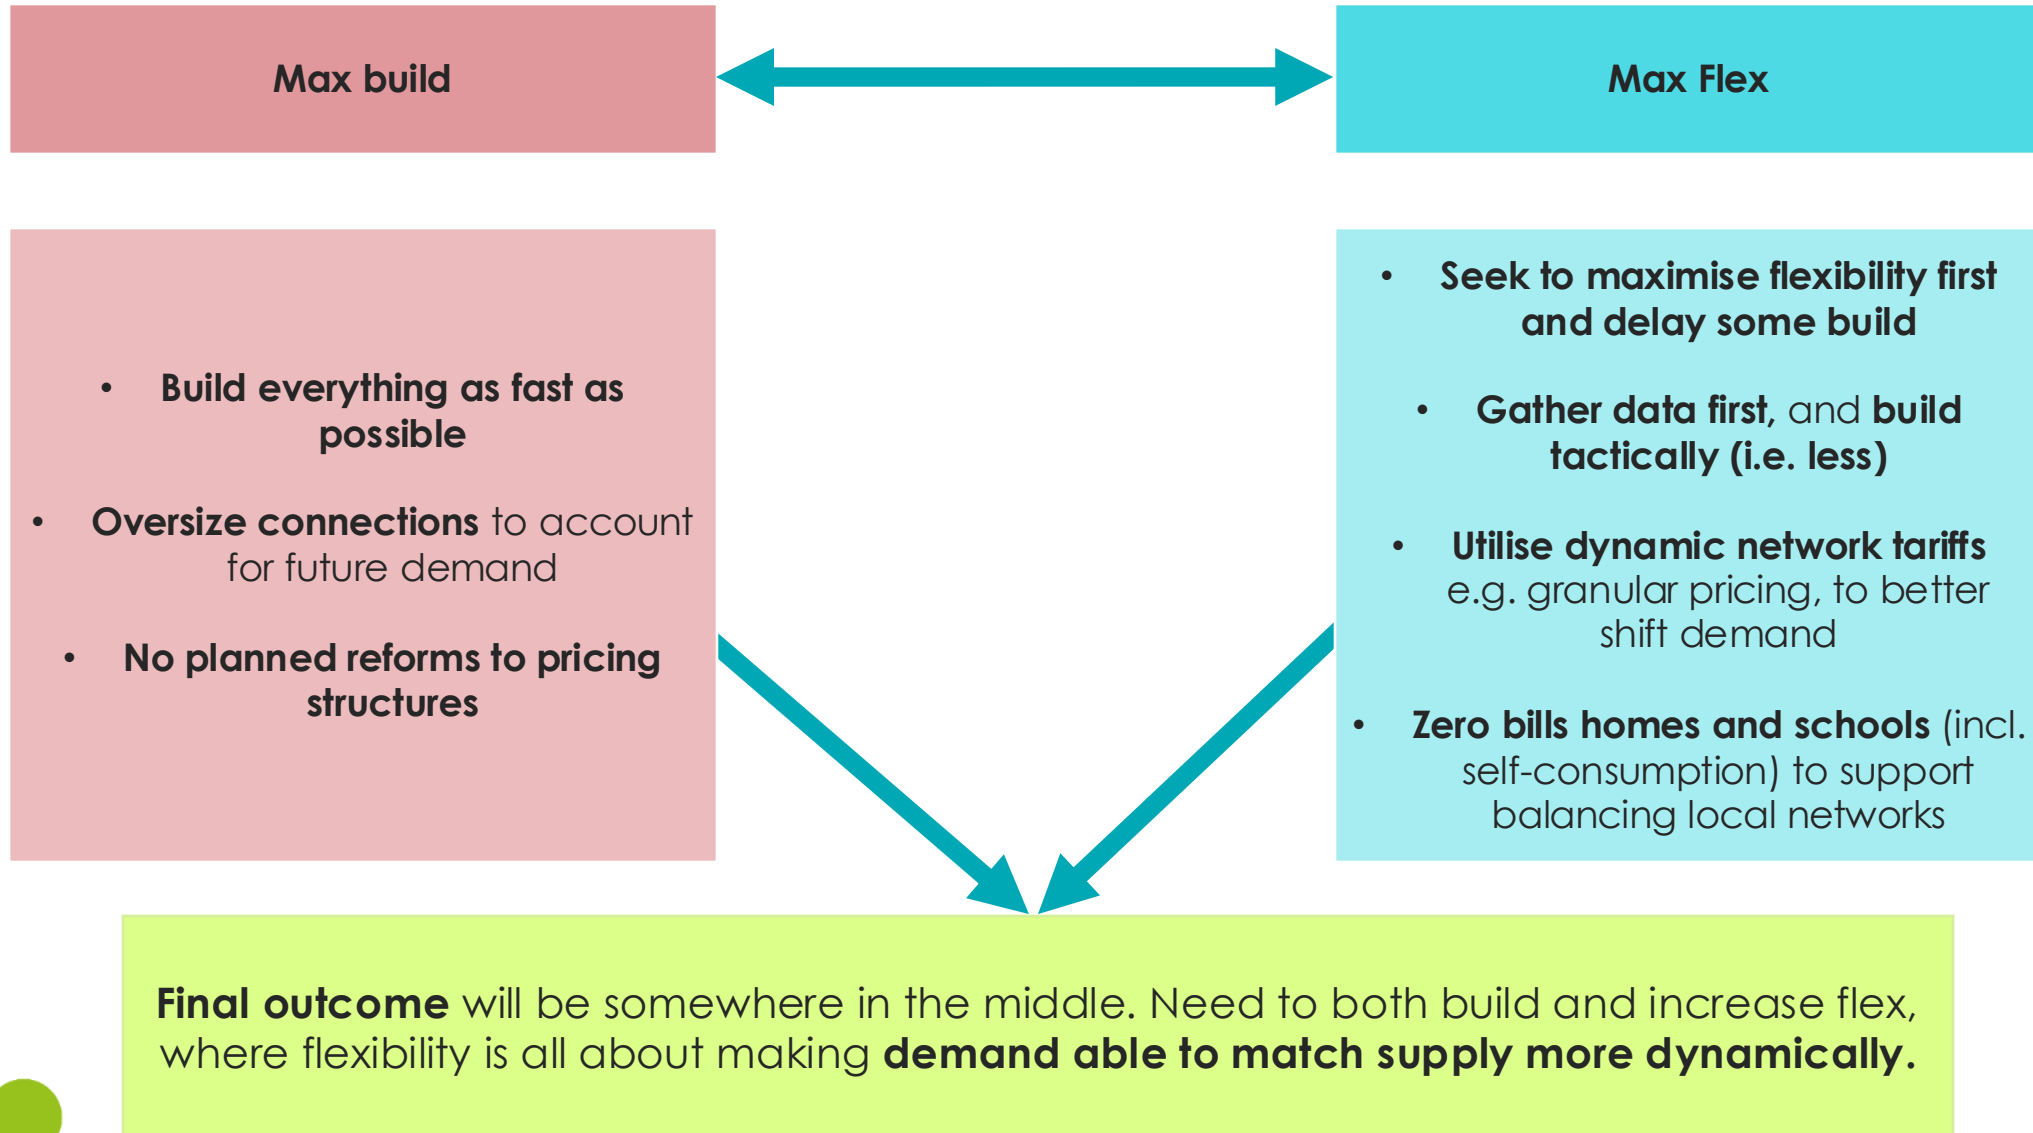 Max build
Max Flex
• Build everything as fast as
possible
• Oversize connections to account
for future demand
• No planned reforms to pricing
structures
• Seek to maximise flexibility first
and delay some build
• Gather data first, and build
tactically (i.e. less)
• Utilise dynamic network tariffs
e.g. granular pricing, to better
shift demand
• Zero bills homes and schools (incl.
self-consumption) to support
balancing local networks
Final outcome will be somewhere in the middle. Need to both build and increase flex,
where flexibility is all about making demand able to match supply more dynamically.